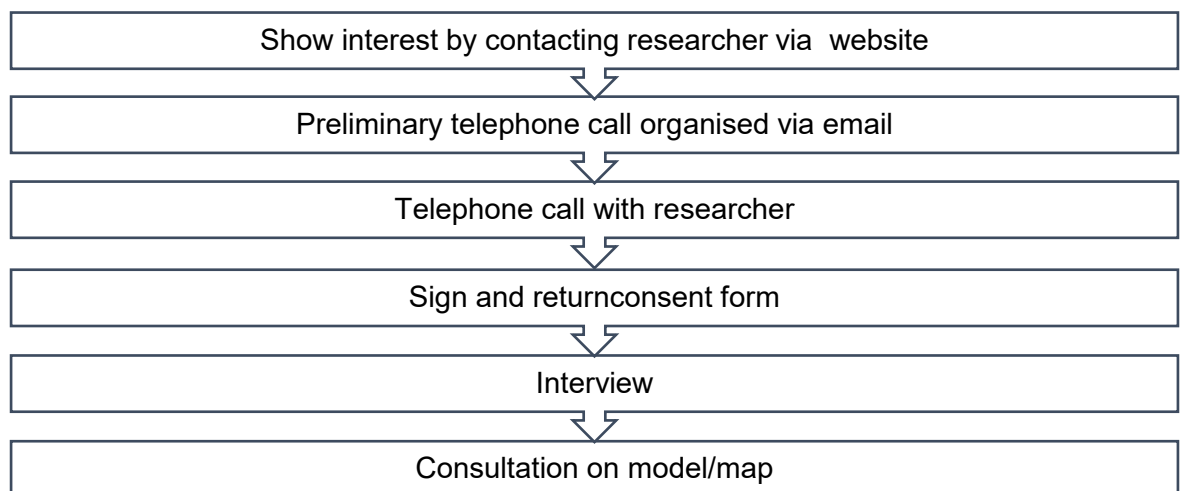 Show interest by contacting researcher via  website
Preliminary telephone call organised via email
Telephone call with researcher
Sign and returnconsent form
Interview
Consultation on model/map